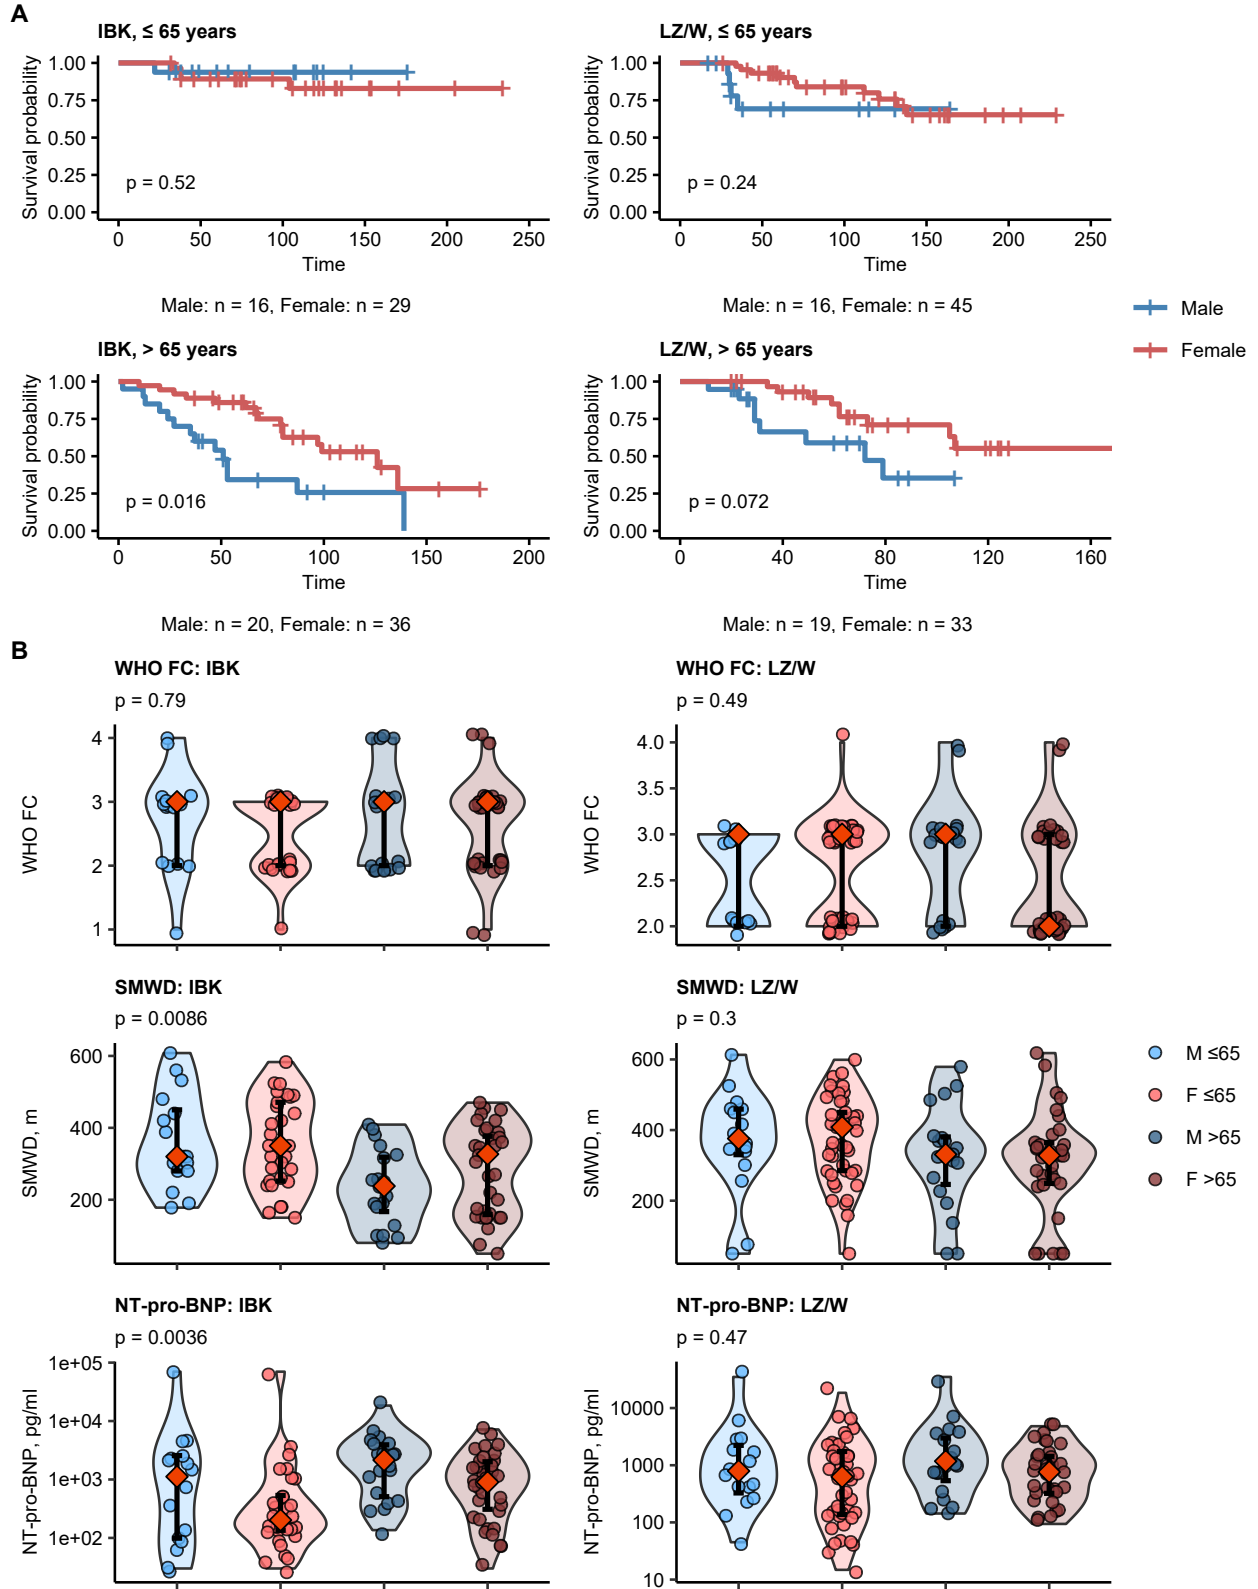 A
IBK, ≤ 65 years
LZ/W, ≤ 65 years
Survival probability
1.00
0.75
0.50
0.25
0.00
p = 0.52
0 50 100 150 200 250
Time
Male: n = 16, Female: n = 29
Survival probability
1.00
0.75
0.50
0.25
0.00
p = 0.24
0 50 100 150 200 250
Time
Male: n = 16, Female: n = 45
Male
Female
IBK, > 65 years
LZ/W, > 65 years
Survival probability
1.00
0.75
0.50
0.25
0.00
p = 0.016
0 50 100 150 200
Time
Male: n = 20, Female: n = 36
Survival probability
1.00
0.75
0.50
0.25
0.00
p = 0.072
0 40 80 120 160
Time
Male: n = 19, Female: n = 33
B
WHO FC: IBK
p = 0.79
WHO FC
4
3
2
1
WHO FC: LZ/W
p = 0.49
WHO FC
4.0
3.5
3.0
2.5
2.0
SMWD: IBK
p = 0.0086
SMWD, m
600
400
200
SMWD: LZ/W
p = 0.3
SMWD, m
600
400
200
M ≤65
F ≤65
M >65
F >65
NT-pro-BNP: IBK
p = 0.0036
NT-pro-BNP, pg/ml
1e+05
1e+04
1e+03
1e+02
NT-pro-BNP: LZ/W
p = 0.47
NT-pro-BNP, pg/ml
10000
1000
100
10